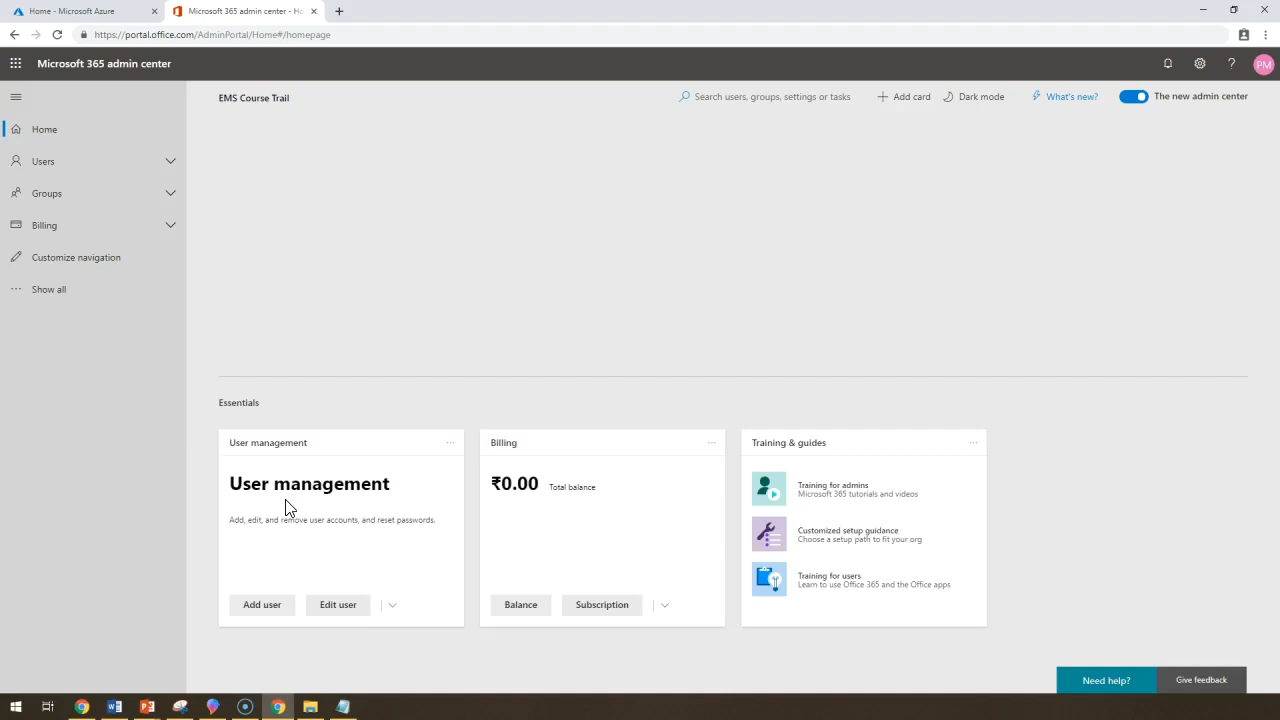 Home - Microsoft Azure
Microsoft 365 admin center - Ho
https://portal.office.com/AdminPortal/Home#/homepage
Microsoft 365 admin center
PM
EMS Course Trail
Search users, groups, settings or tasks
Add card
Dark mode
What's new?
The new admin center
Home
Users
Groups
Billing
Customize navigation
Show all
Essentials
User management
User management
Add, edit, and remove user accounts, and reset passwords.
Add user
Edit user
Billing
₹0.00 Total balance
Balance
Subscription
Training & guides
Training for admins
Microsoft 365 tutorials and videos
Customized setup guidance
Choose a setup path to fit your org
Training for users
Learn to use Office 365 and the Office apps
Need help?
Give feedback